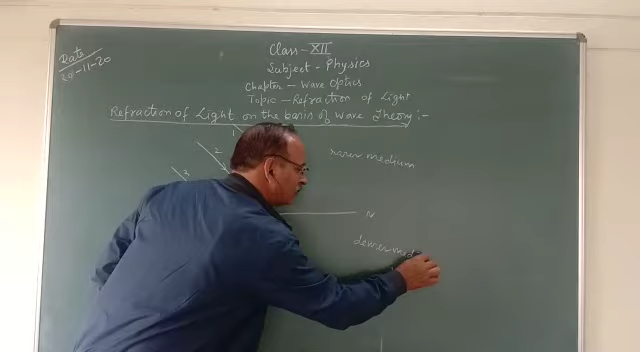 Date
20-11-20
Class - XII
Subject - Physics
Chapter - Wave Optics
Topic - Refraction of Light
Refraction of Light on the basis of Wave Theory :-
1
2
3
rarer medium
N
denser med